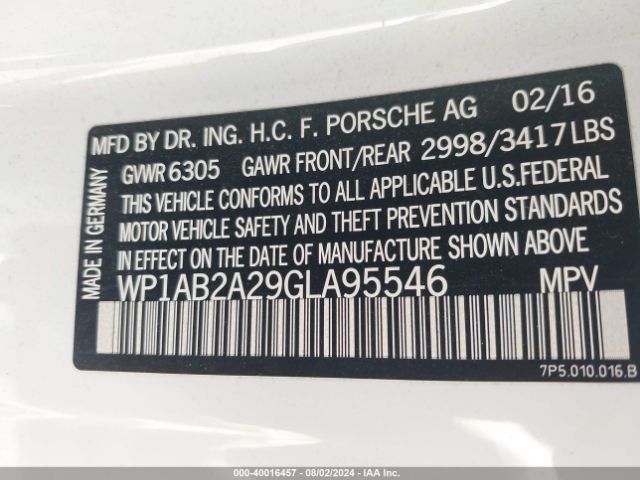 MFD BY DR. ING. H.C. F. PORSCHE AG 02/16
GVWR 6305 GAWR FRONT/REAR 2998/3417LBS
THIS VEHICLE CONFORMS TO ALL APPLICABLE U.S.FEDERAL
MOTOR VEHICLE SAFETY AND THEFT PREVENTION STANDARDS
IN EFFECT ON THE DATE OF MANUFACTURE SHOWN ABOVE
WP1AB2A29GLA95546 MPV
MADE IN GERMANY
7P5.010.016.B
000-40016457 - 08/02/2024 - IAA Inc.